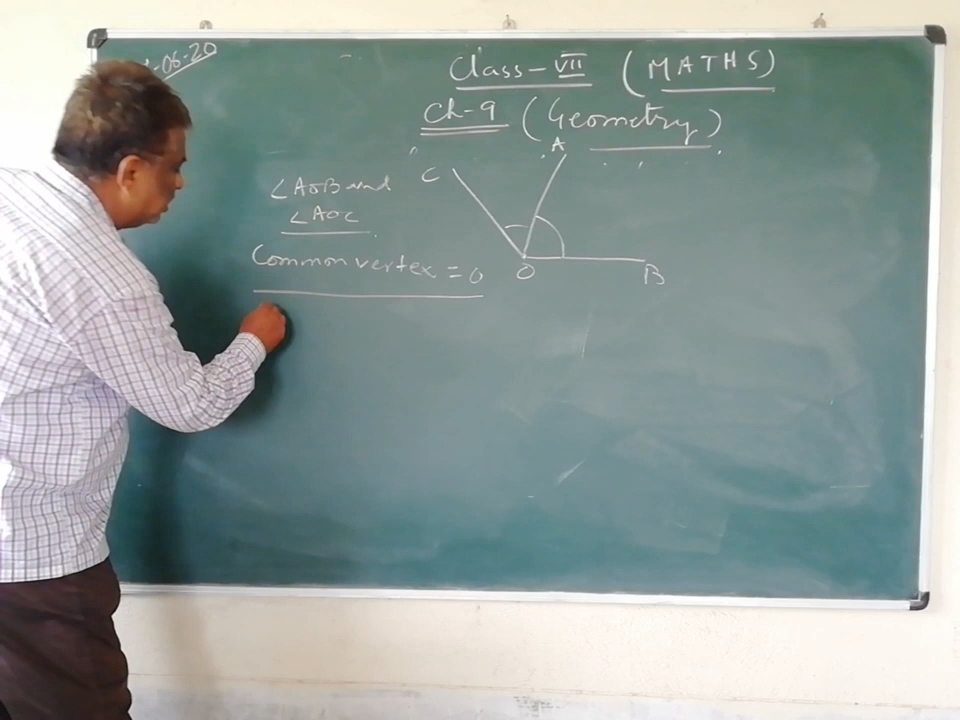 -06-20
Class-VII (MATHS)
Ch-9 (Geometry)
A
C
∠AOB and
∠AOC
Common vertex = O
O
B